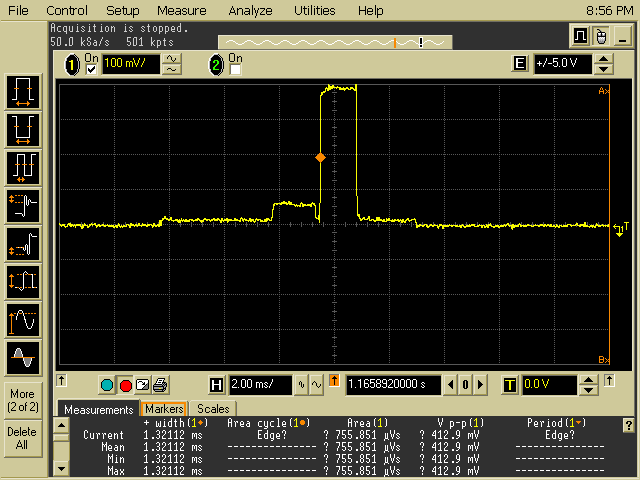 File Control Setup Measure Analyze Utilities Help 8:56 PM
Acquisition is stopped.
50.0 kSa/s 501 kpts
1 On 100 mV/ 2 On E +/-5.0 V
Ax
T
Bx
More
(2 of 2)
Delete
All
H 2.00 ms/ 1.1658920000 s 0 T 0.0 V
Measurements Markers Scales
+ width(1) Area cycle(1) Area(1) V p-p(1) Period(1) ?
Current 1.32112 ms Edge? ? 755.851 µVs ? 412.9 mV Edge?
Mean 1.32112 ms -------------- ? 755.851 µVs ? 412.9 mV --------------
Min 1.32112 ms -------------- ? 755.851 µVs ? 412.9 mV --------------
Max 1.32112 ms -------------- ? 755.851 µVs ? 412.9 mV --------------